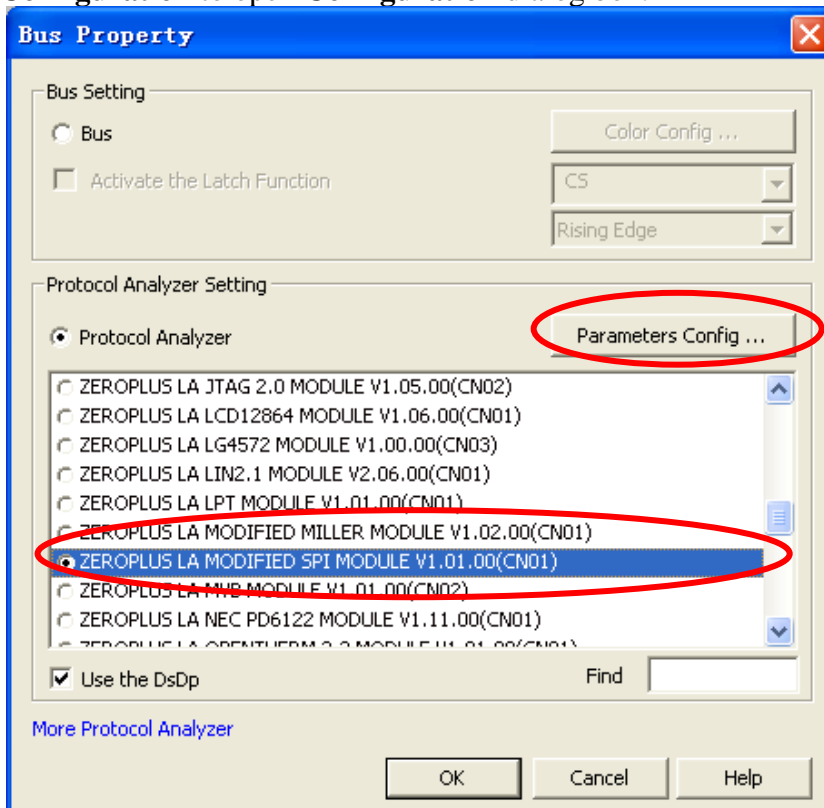 Bus Property
Bus Setting
Bus
Color Config ...
Activate the Latch Function
CS
Rising Edge
Protocol Analyzer Setting
Protocol Analyzer
Parameters Config ...
ZEROPLUS LA JTAG 2.0 MODULE V1.05.00(CN02)
ZEROPLUS LA LCD12864 MODULE V1.06.00(CN01)
ZEROPLUS LA LG4572 MODULE V1.00.00(CN03)
ZEROPLUS LA LIN2.1 MODULE V2.06.00(CN01)
ZEROPLUS LA LPT MODULE V1.01.00(CN01)
ZEROPLUS LA MODIFIED MILLER MODULE V1.02.00(CN01)
ZEROPLUS LA MODIFIED SPI MODULE V1.01.00(CN01)
ZEROPLUS LA MVB MODULE V1.01.00(CN02)
ZEROPLUS LA NEC PD6122 MODULE V1.11.00(CN01)
Use the DsDp
Find
More Protocol Analyzer
OK
Cancel
Help